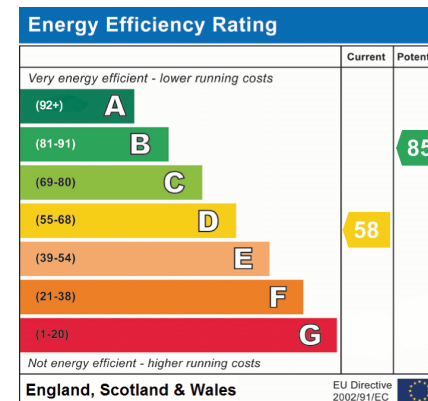 Energy Efficiency Rating
Current Potent
Very energy efficient - lower running costs
(92+) A
(81-91) B
85
(69-80) C
(55-68) D
58
(39-54) E
(21-38) F
(1-20) G
Not energy efficient - higher running costs
England, Scotland & Wales
EU Directive
2002/91/EC